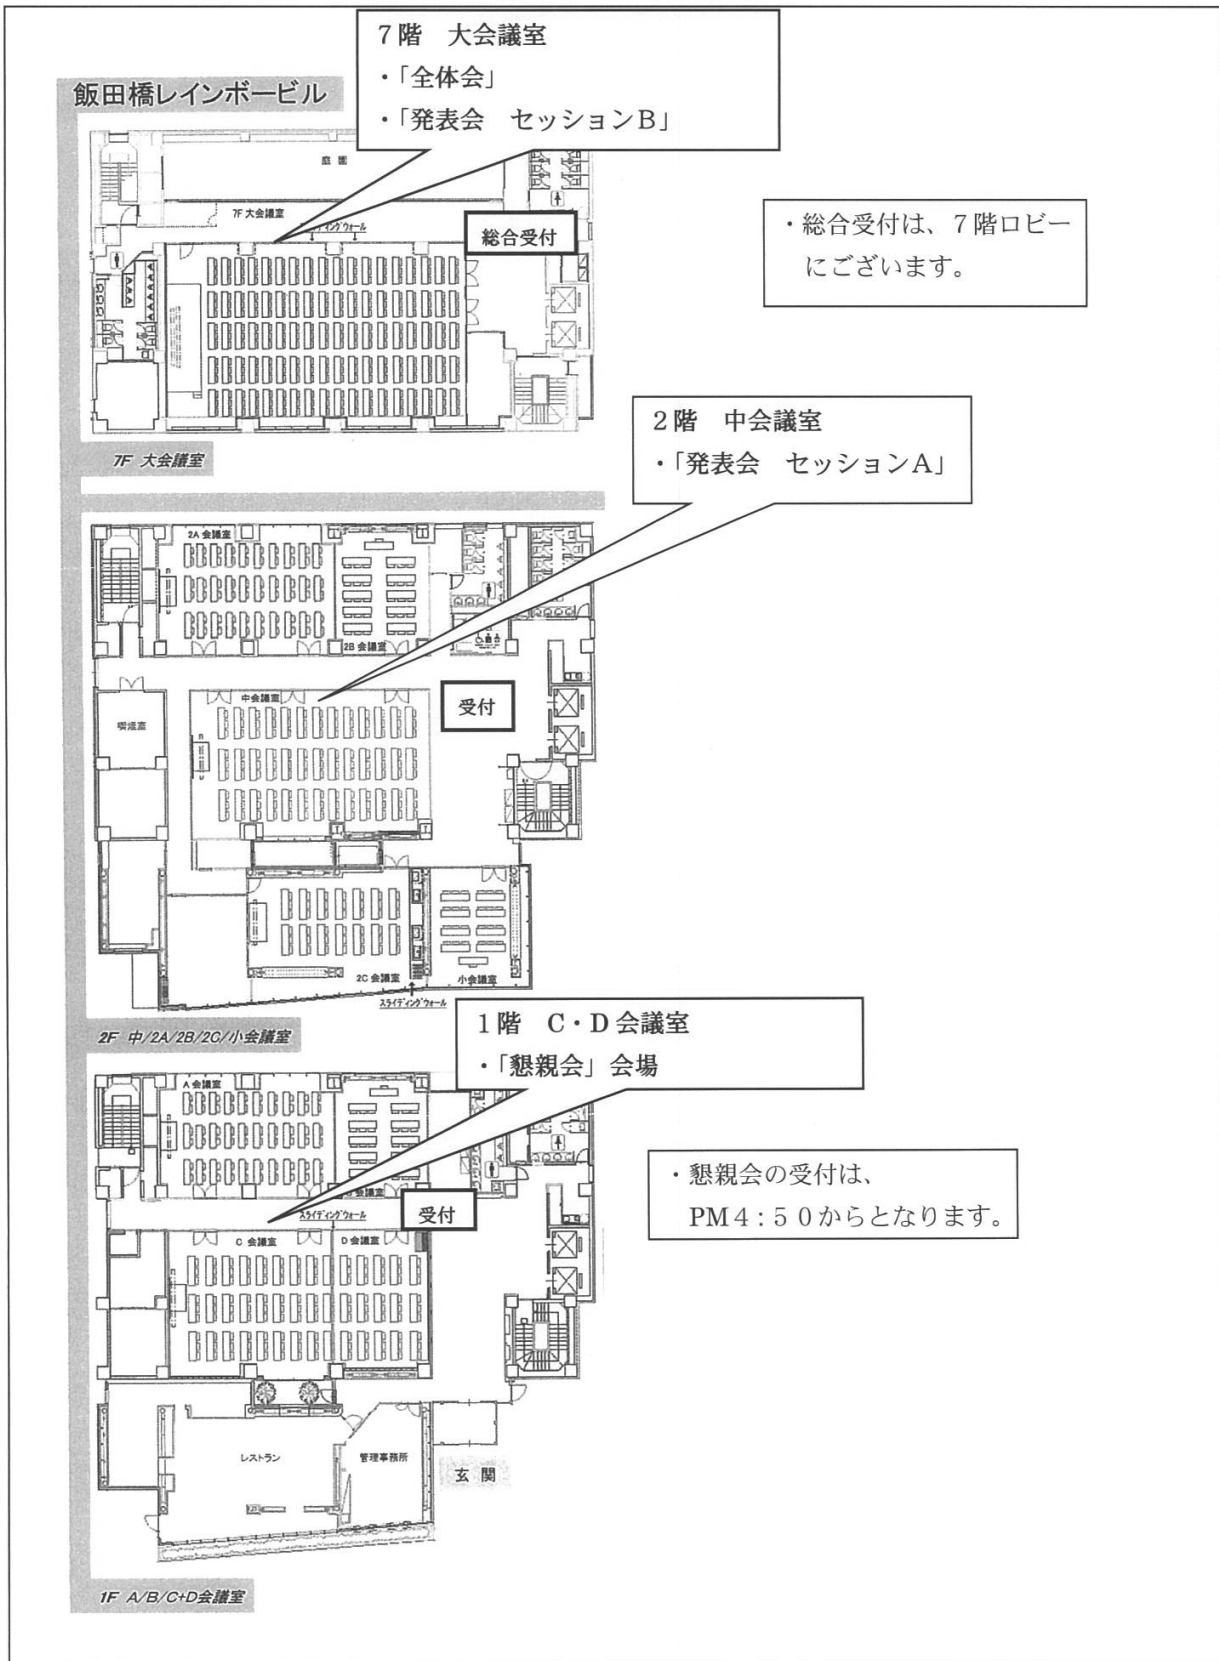 7階　大会議室
・「全体会」
・「発表会　セッションB」
飯田橋レインボービル
庭園
7F 大会議室
スライディングウォール
総合受付
・総合受付は、7階ロビー
にございます。
7F 大会議室
2階　中会議室
・「発表会　セッションA」
2A 会議室
2B 会議室
中会議室
受付
喫煙室
2C 会議室
小会議室
スライディングウォール
2F 中/2A/2B/2C/小会議室
1階　C・D会議室
・「懇親会」会場
A 会議室
会議室
・懇親会の受付は、
PM4：50からとなります。
受付
スライディングウォール
C 会議室
D 会議室
レストラン
管理事務所
玄関
1F A/B/C+D会議室